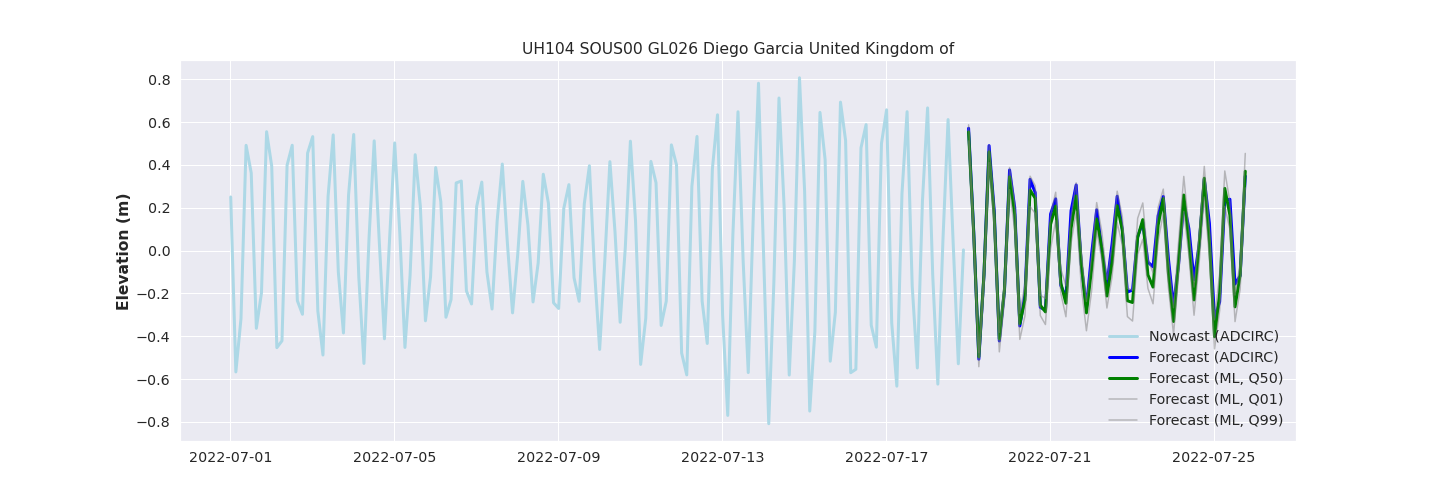 UH104 SOUS00 GL026 Diego Garcia United Kingdom of
Elevation (m)
0.8
0.6
0.4
0.2
0.0
−0.2
−0.4
−0.6
−0.8
Nowcast (ADCIRC)
Forecast (ADCIRC)
Forecast (ML, Q50)
Forecast (ML, Q01)
Forecast (ML, Q99)
2022-07-01 2022-07-05 2022-07-09 2022-07-13 2022-07-17 2022-07-21 2022-07-25